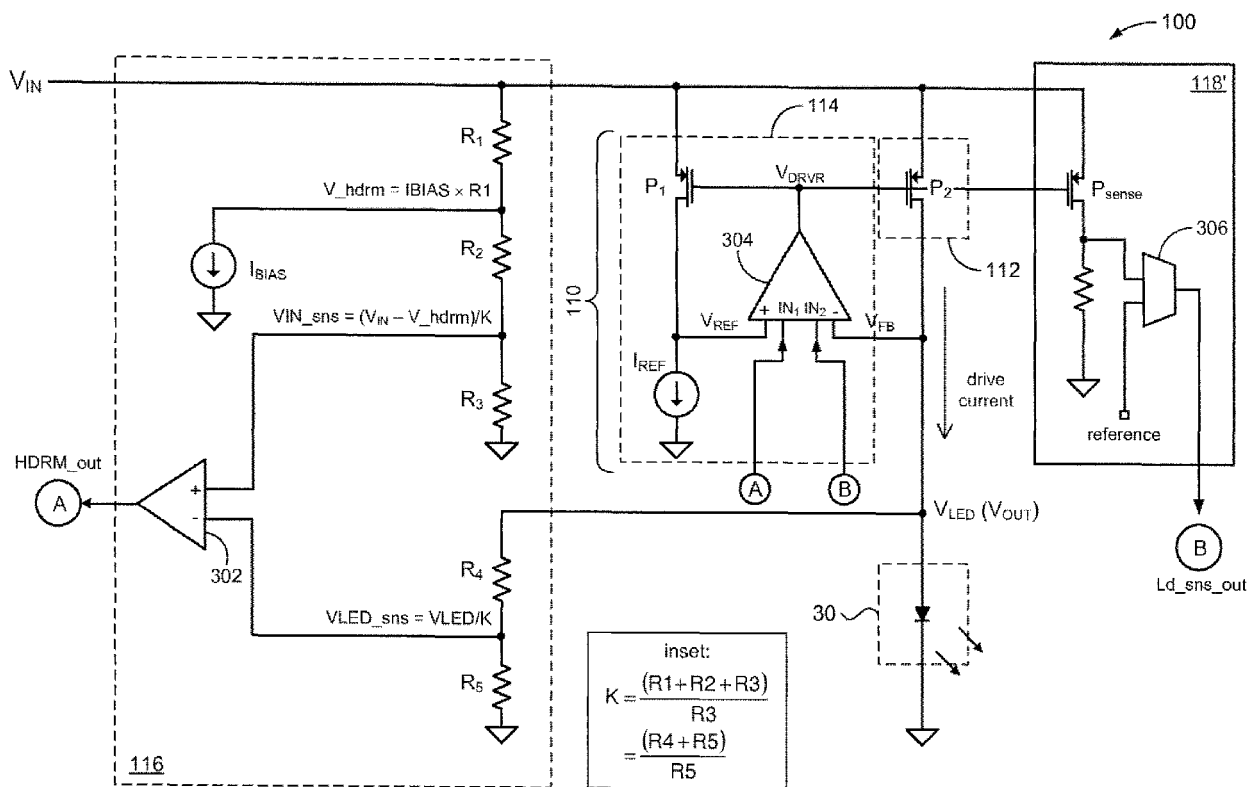 100
V_IN
118'
114
R₁
P₁
V_DRVR
P₂
P_sense
V_hdrm = IBIAS × R1
306
304
112
R₂
I_BIAS
110
+ IN₁ IN₂ -
VIN_sns = (V_IN – V_hdrm)/K
V_REF
V_FB
I_REF
drive
current
R₃
reference
HDRM_out
A
B
A
+
-
V_LED (V_OUT)
B
302
Ld_sns_out
R₄
30
VLED_sns = VLED/K
inset:
K = (R1+R2+R3)
R3
R₅
= (R4+R5)
R5
116